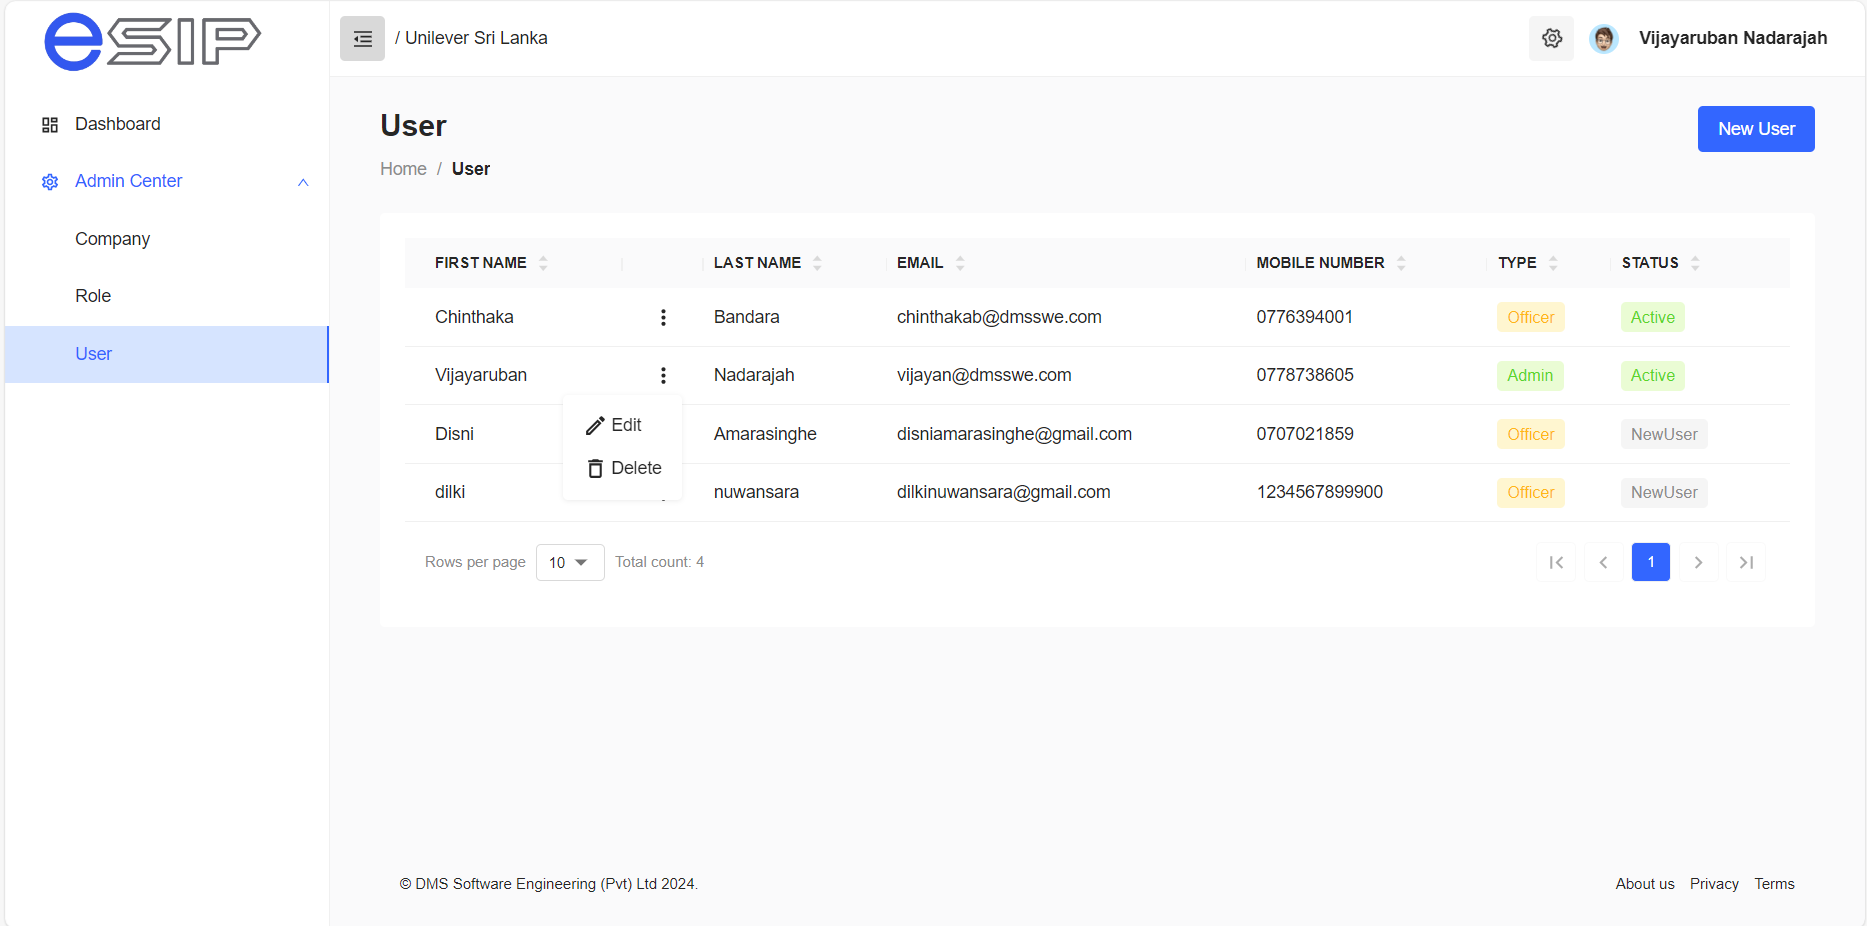 eSIP
/ Unilever Sri Lanka
Vijayaruban Nadarajah
Dashboard
Admin Center
Company
Role
User
User
New User
Home / User
FIRST NAME LAST NAME EMAIL MOBILE NUMBER TYPE STATUS
Chinthaka Bandara chinthakab@dmsswe.com 0776394001 Officer Active
Vijayaruban Nadarajah vijayan@dmsswe.com 0778738605 Admin Active
Edit
Disni Amarasinghe disniamarasinghe@gmail.com 0707021859 Officer NewUser
Delete
dilki nuwansara dilkinuwansara@gmail.com 1234567899900 Officer NewUser
Rows per page 10 Total count: 4
1
© DMS Software Engineering (Pvt) Ltd 2024.
About us Privacy Terms